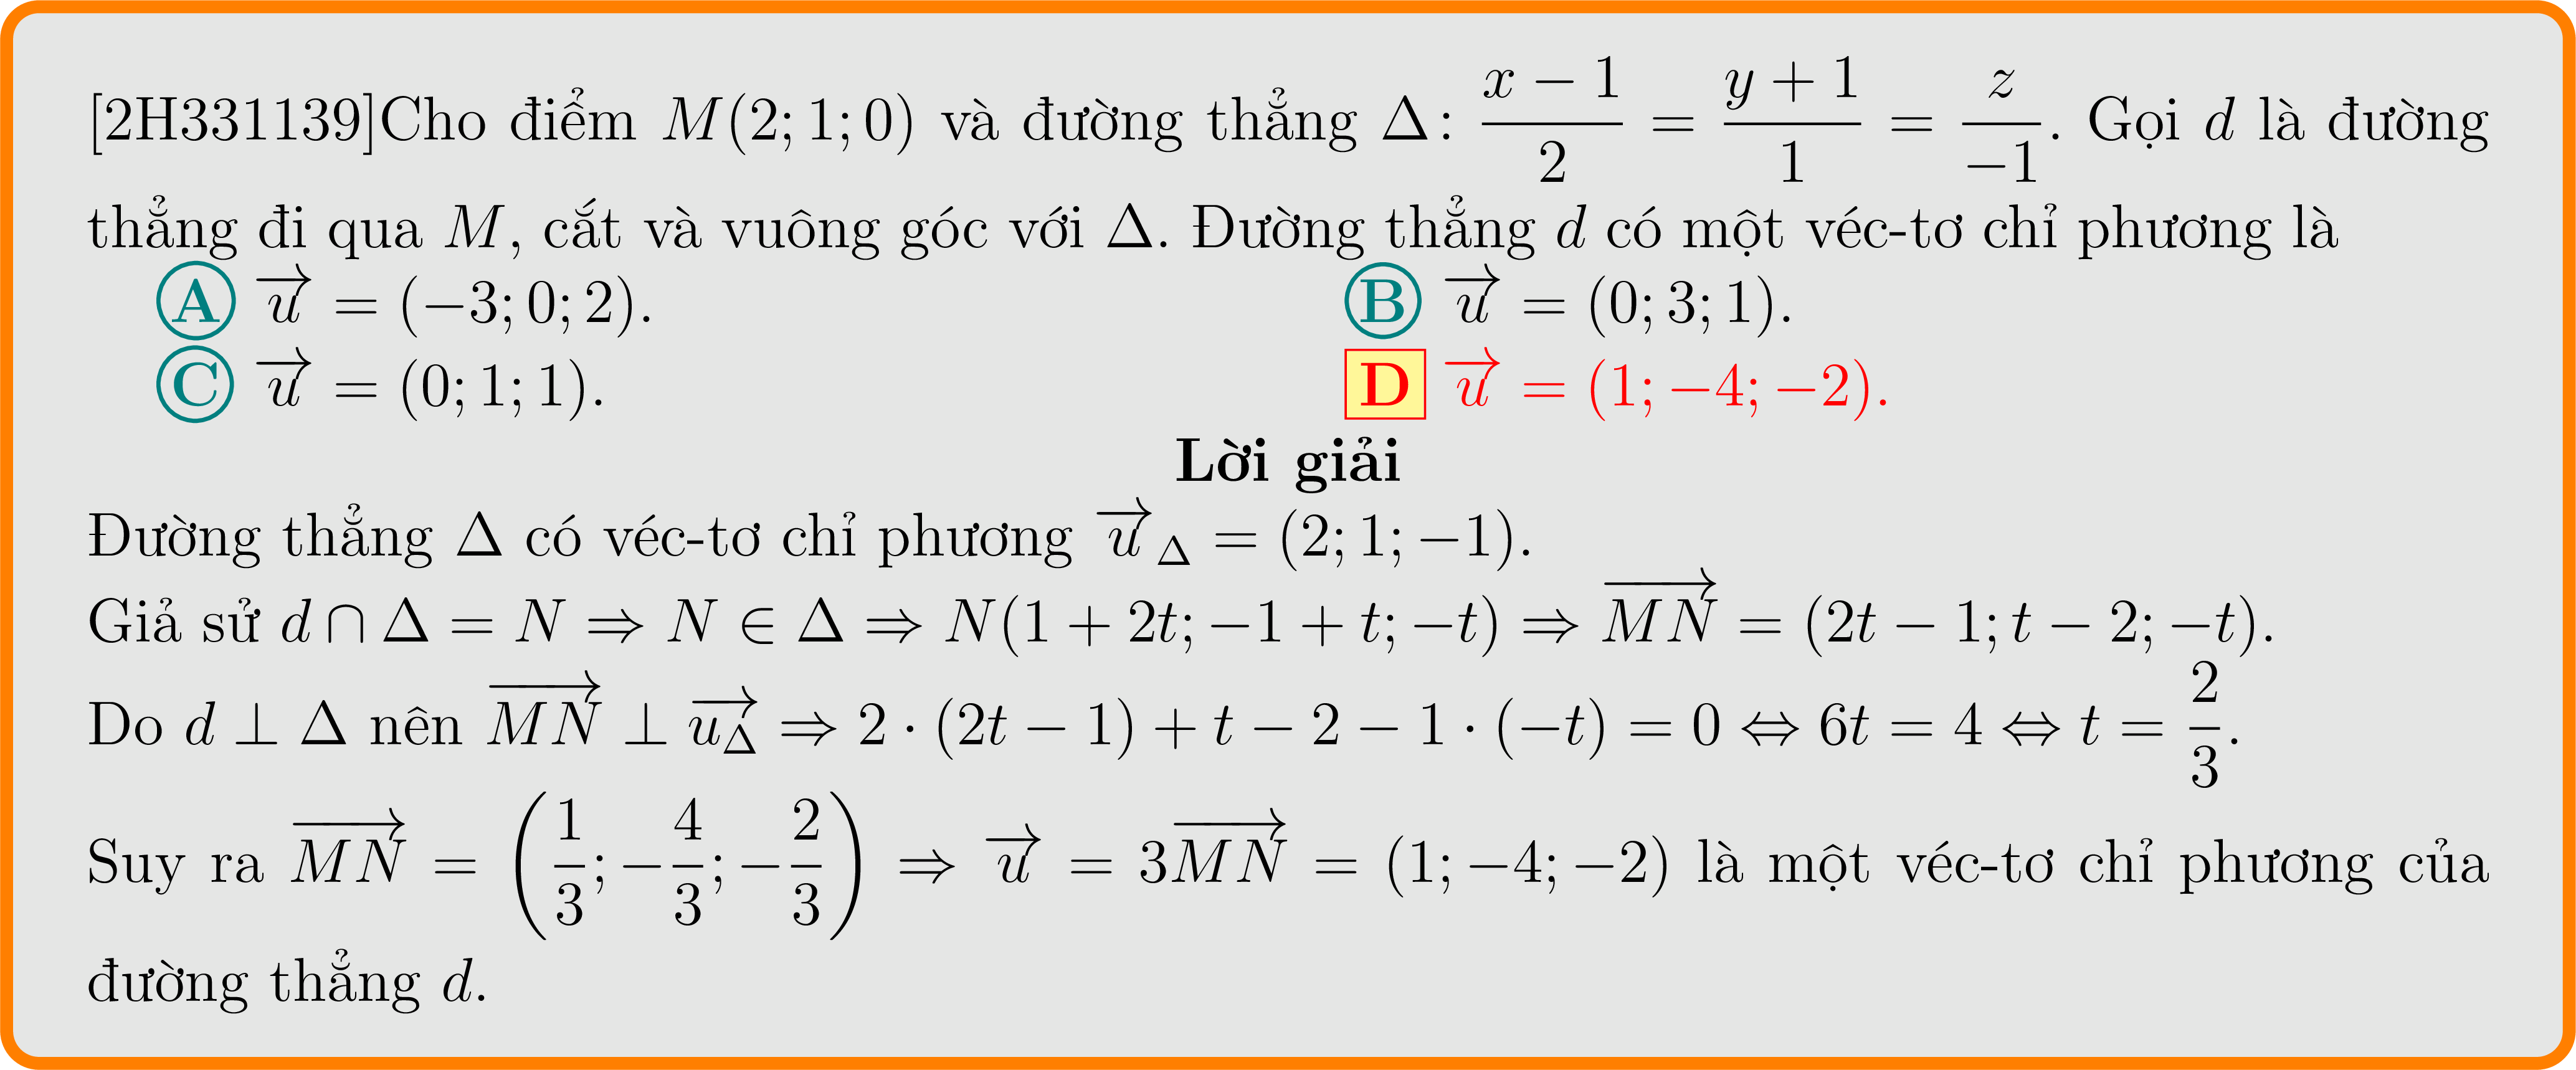 [2H331139]Cho điểm $M(2; 1; 0)$ và đường thẳng $\Delta\colon \dfrac{x-1}{2} = \dfrac{y+1}{1} = \dfrac{z}{-1}$. Gọi $d$ là đường
thẳng đi qua $M$, cắt và vuông góc với $\Delta$. Đường thẳng $d$ có một véc-tơ chỉ phương là
A $\overrightarrow{u} = (-3; 0; 2)$. B $\overrightarrow{u} = (0; 3; 1)$.
C $\overrightarrow{u} = (0; 1; 1)$. D $\overrightarrow{u} = (1; -4; -2)$.
Lời giải
Đường thẳng $\Delta$ có véc-tơ chỉ phương $\overrightarrow{u}_{\Delta} = (2; 1; -1)$.
Giả sử $d \cap \Delta = N \Rightarrow N \in \Delta \Rightarrow N(1 + 2t; -1 + t; -t) \Rightarrow \overrightarrow{MN} = (2t - 1; t - 2; -t)$.
Do $d \perp \Delta$ nên $\overrightarrow{MN} \perp \overrightarrow{u_{\Delta}} \Rightarrow 2 \cdot (2t - 1) + t - 2 - 1 \cdot (-t) = 0 \Leftrightarrow 6t = 4 \Leftrightarrow t = \dfrac{2}{3}$.
Suy ra $\overrightarrow{MN} = \left(\dfrac{1}{3}; -\dfrac{4}{3}; -\dfrac{2}{3}\right) \Rightarrow \overrightarrow{u} = 3\overrightarrow{MN} = (1; -4; -2)$ là một véc-tơ chỉ phương của
đường thẳng $d$.